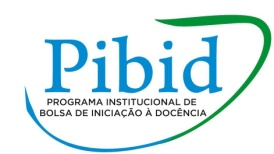 Pibid
PROGRAMA INSTITUCIONAL DE
BOLSA DE INICIAÇÃO À DOCÊNCIA